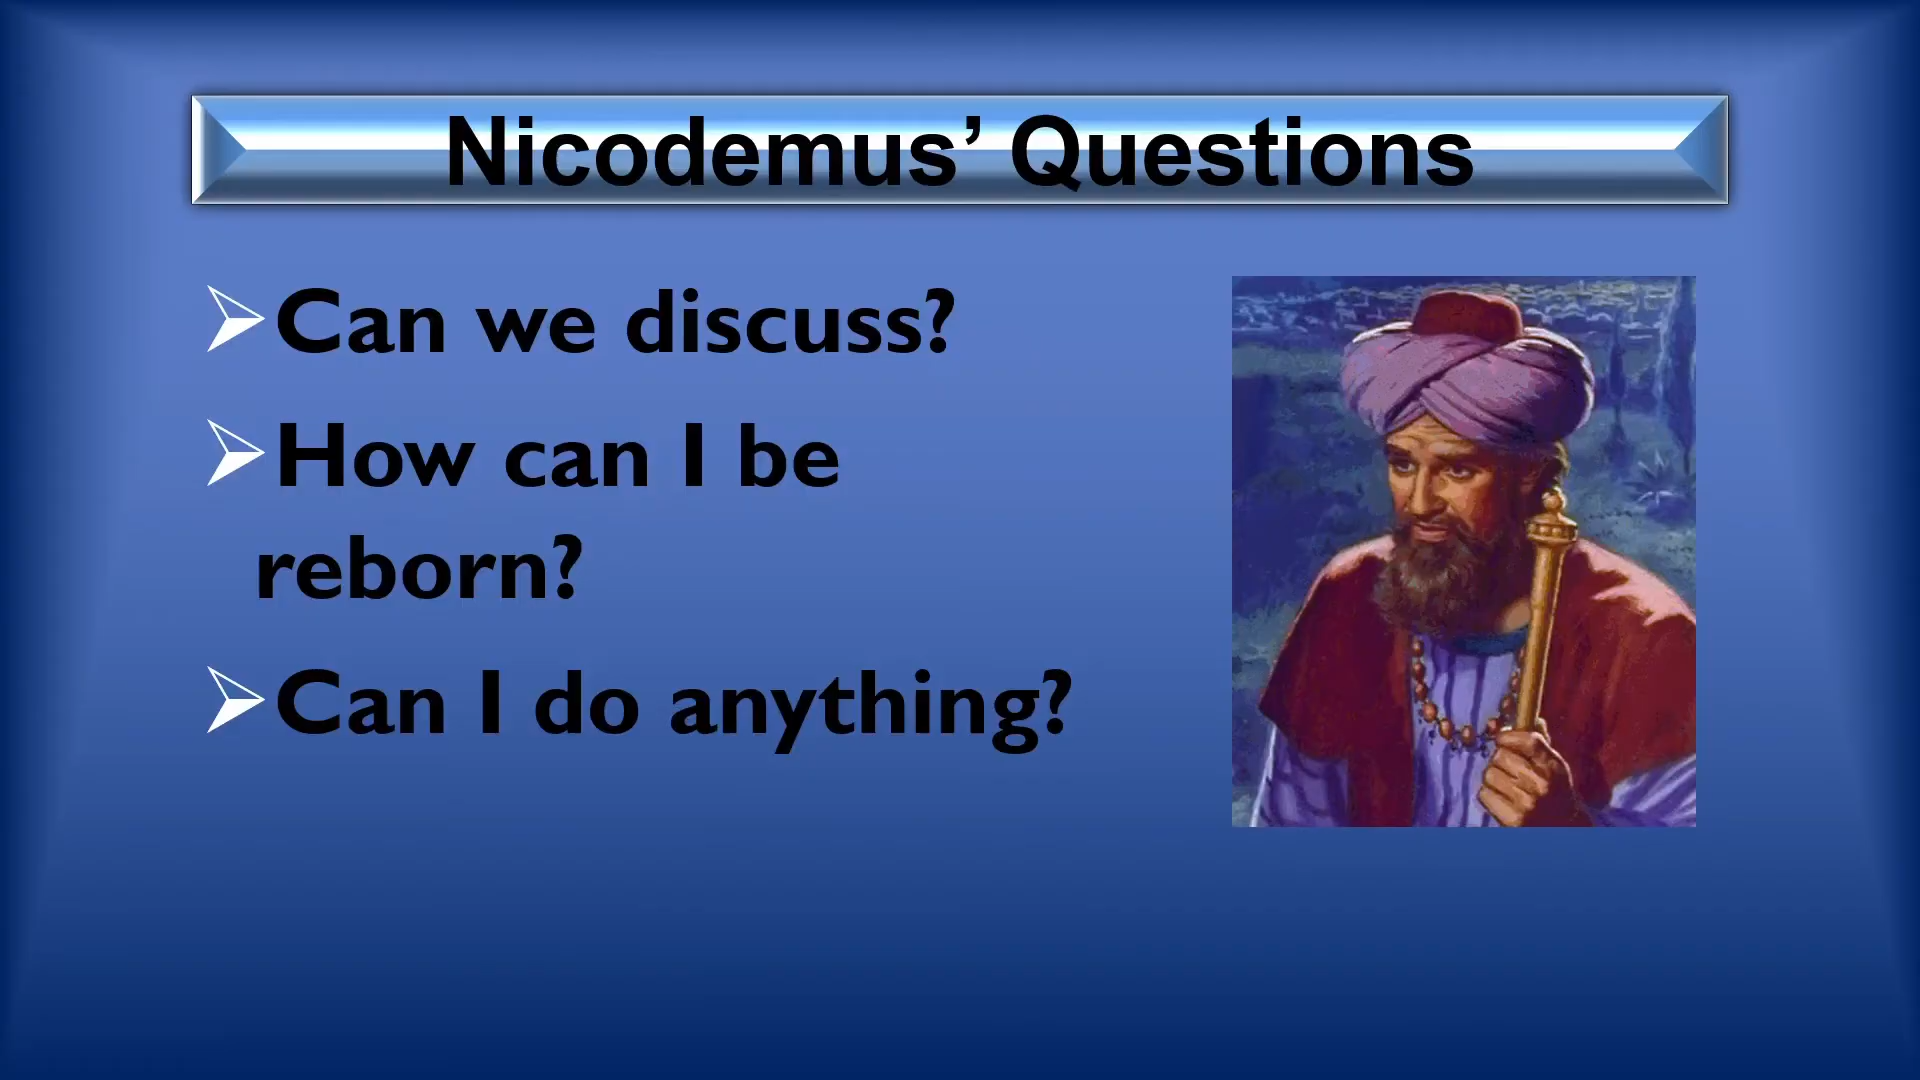 Nicodemus’ Questions
Can we discuss?
How can I be
reborn?
Can I do anything?